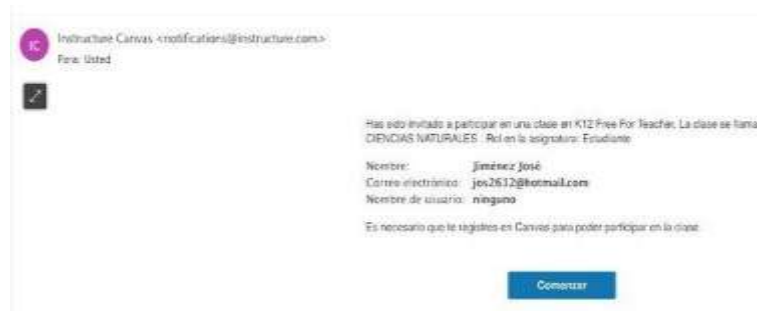 IC
Instructure Canvas <notifications@instructure.com>
Para: Usted
Has sido invitado a participar en una clase en K12 Free For Teacher. La clase se llama
CIENCIAS NATURALES . Rol en la asignatura: Estudiante
Nombre: Jiménez José
Correo electrónico: jos2612@hotmail.com
Nombre de usuario: ninguno
Es necesario que te registres en Canvas para poder participar en la clase.
Comenzar